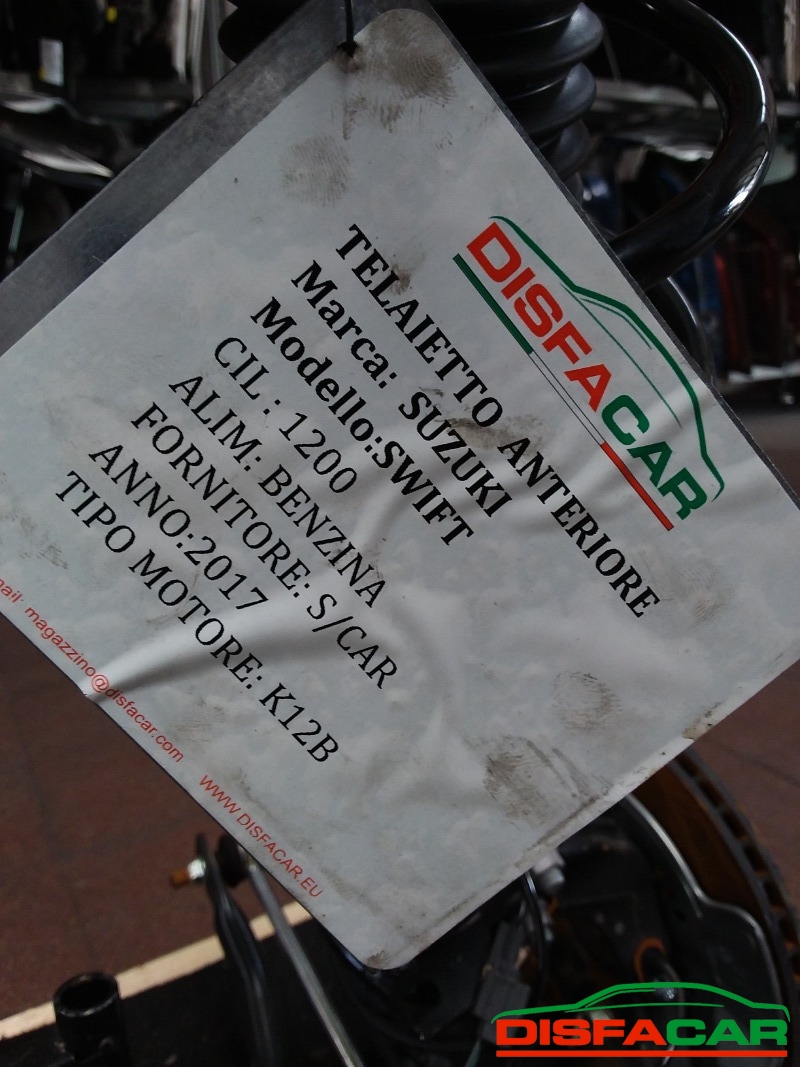 DISFACAR
TELAIETTO ANTERIORE
Marca: SUZUKI
Modello:SWIFT
CIL : 1200
ALIM: BENZINA
FORNITORE: S/CAR
ANNO:2017
TIPO MOTORE: K12B
magazzino@disfacar.com WWW.DISFACAR.EU
DISFACAR